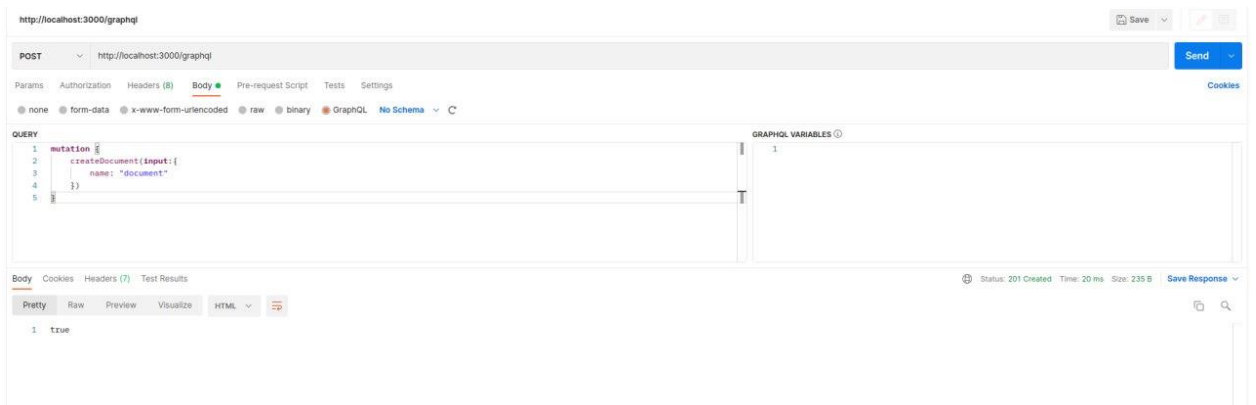 http://localhost:3000/graphql Save
POST http://localhost:3000/graphql Send
Params Authorization Headers (8) Body Pre-request Script Tests Settings Cookies
none form-data x-www-form-urlencoded raw binary GraphQL No Schema
QUERY GRAPHQL VARIABLES
1 mutation { 1
2 createDocument(input:{
3 name: "document"
4 })
5 }
Body Cookies Headers (7) Test Results Status: 201 Created Time: 20 ms Size: 235 B Save Response
Pretty Raw Preview Visualize HTML
1 true